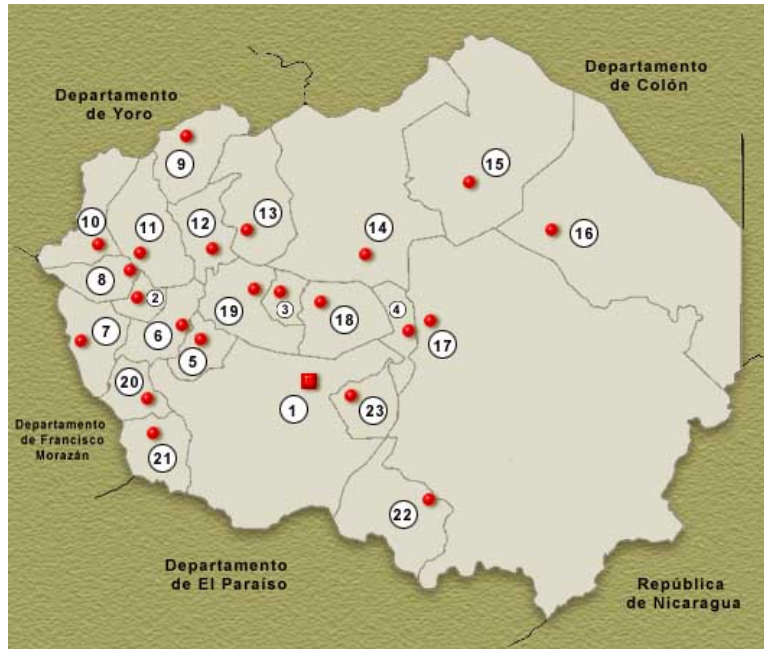 Departamento
de Yoro
Departamento
de Colón
9
15
10
11
12
13
14
16
8
2
19
3
18
4
17
7
6
5
20
1
23
Departamento
de Francisco
Morazán
21
22
Departamento
de El Paraíso
República
de Nicaragua